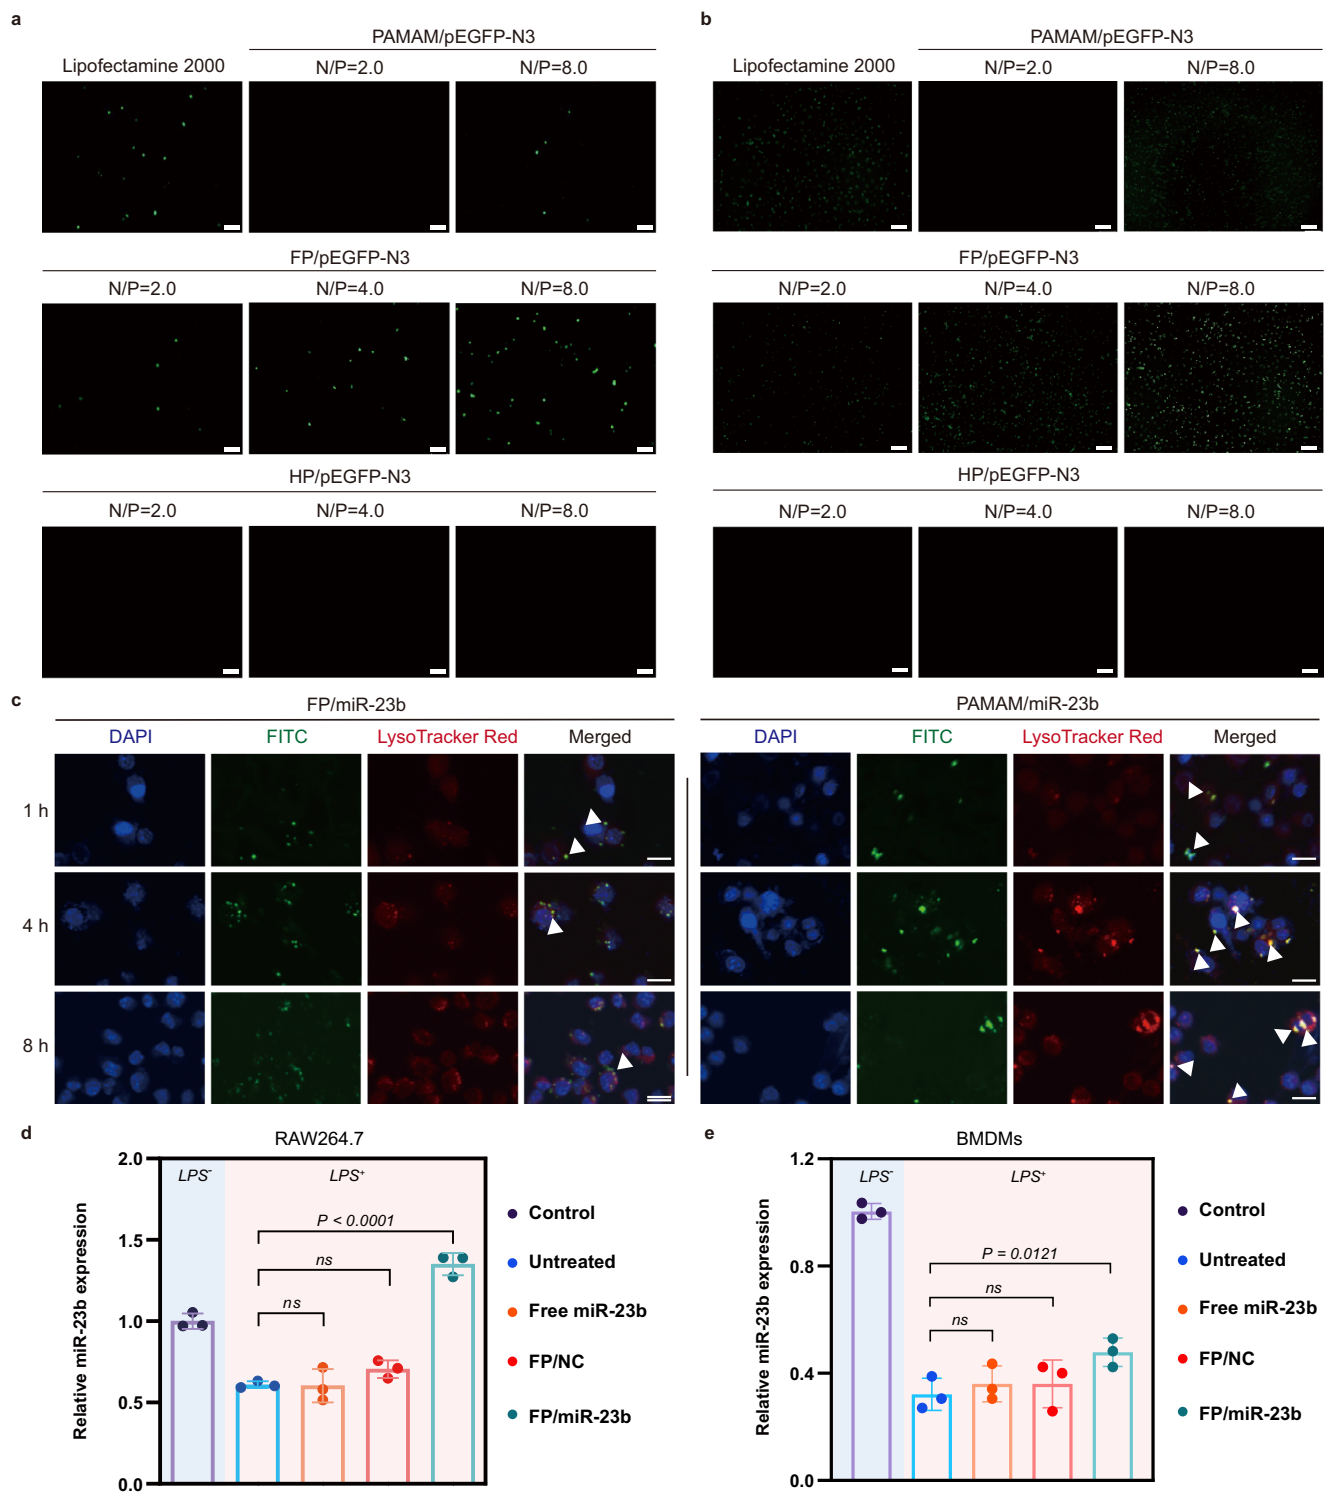 a
PAMAM/pEGFP-N3
Lipofectamine 2000 N/P=2.0 N/P=8.0
FP/pEGFP-N3
N/P=2.0 N/P=4.0 N/P=8.0
HP/pEGFP-N3
N/P=2.0 N/P=4.0 N/P=8.0
b
PAMAM/pEGFP-N3
Lipofectamine 2000 N/P=2.0 N/P=8.0
FP/pEGFP-N3
N/P=2.0 N/P=4.0 N/P=8.0
HP/pEGFP-N3
N/P=2.0 N/P=4.0 N/P=8.0
c
FP/miR-23b PAMAM/miR-23b
DAPI FITC LysoTracker Red Merged DAPI FITC LysoTracker Red Merged
1 h
4 h
8 h
d
RAW264.7
Relative miR-23b expression
2.0
1.5
1.0
0.5
0.0
LPS⁻ LPS⁺
P < 0.0001
ns
ns
Control
Untreated
Free miR-23b
FP/NC
FP/miR-23b
e
BMDMs
Relative miR-23b expression
1.2
0.8
0.4
0.0
LPS⁻ LPS⁺
P = 0.0121
ns
ns
Control
Untreated
Free miR-23b
FP/NC
FP/miR-23b